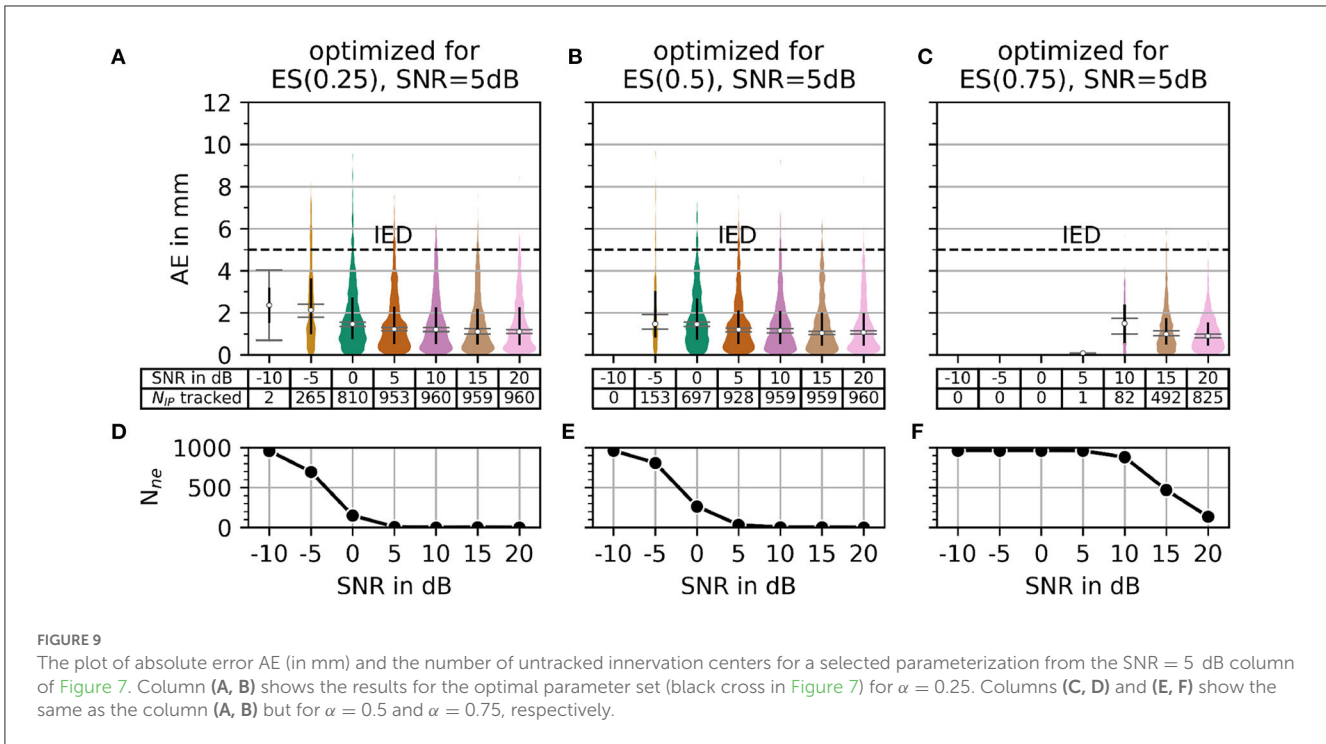 A
optimized for
ES(0.25), SNR=5dB
B
optimized for
ES(0.5), SNR=5dB
C
optimized for
ES(0.75), SNR=5dB
AE in mm
12
10
8
6
4
2
0
IED
IED
IED
SNR in dB -10 -5 0 5 10 15 20
N_IP tracked 2 265 810 953 960 959 960
-10 -5 0 5 10 15 20
0 153 697 928 959 959 960
-10 -5 0 5 10 15 20
0 0 0 1 82 492 825
D
E
F
N_ne
1000
500
0
-10 -5 0 5 10 15 20
SNR in dB
-10 -5 0 5 10 15 20
SNR in dB
-10 -5 0 5 10 15 20
SNR in dB
FIGURE 9
The plot of absolute error AE (in mm) and the number of untracked innervation centers for a selected parameterization from the SNR = 5 dB column
of Figure 7. Column (A, B) shows the results for the optimal parameter set (black cross in Figure 7) for α = 0.25. Columns (C, D) and (E, F) show the
same as the column (A, B) but for α = 0.5 and α = 0.75, respectively.